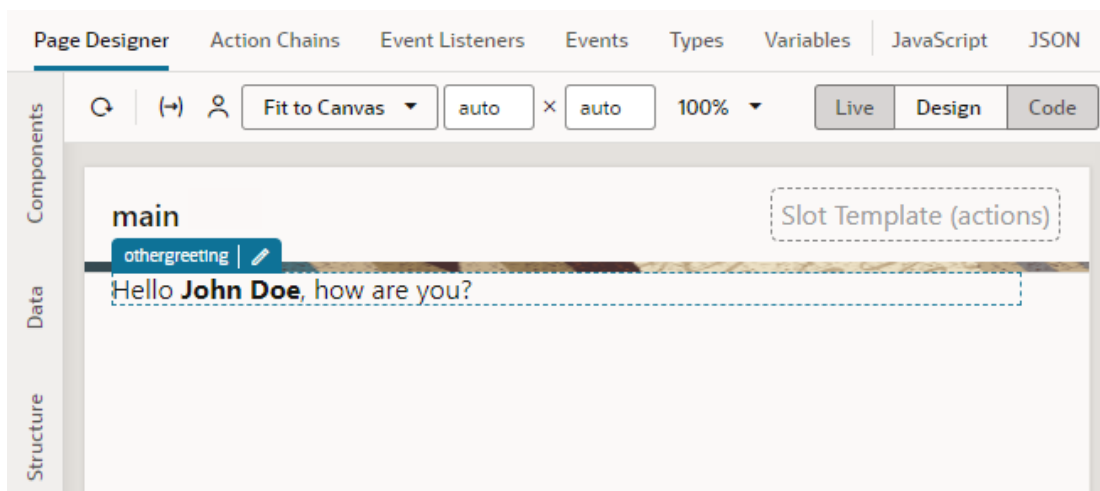 Page Designer Action Chains Event Listeners Events Types Variables JavaScript JSON
Fit to Canvas auto × auto 100% Live Design Code
Components
Data
Structure
main
Slot Template (actions)
othergreeting
Hello John Doe, how are you?